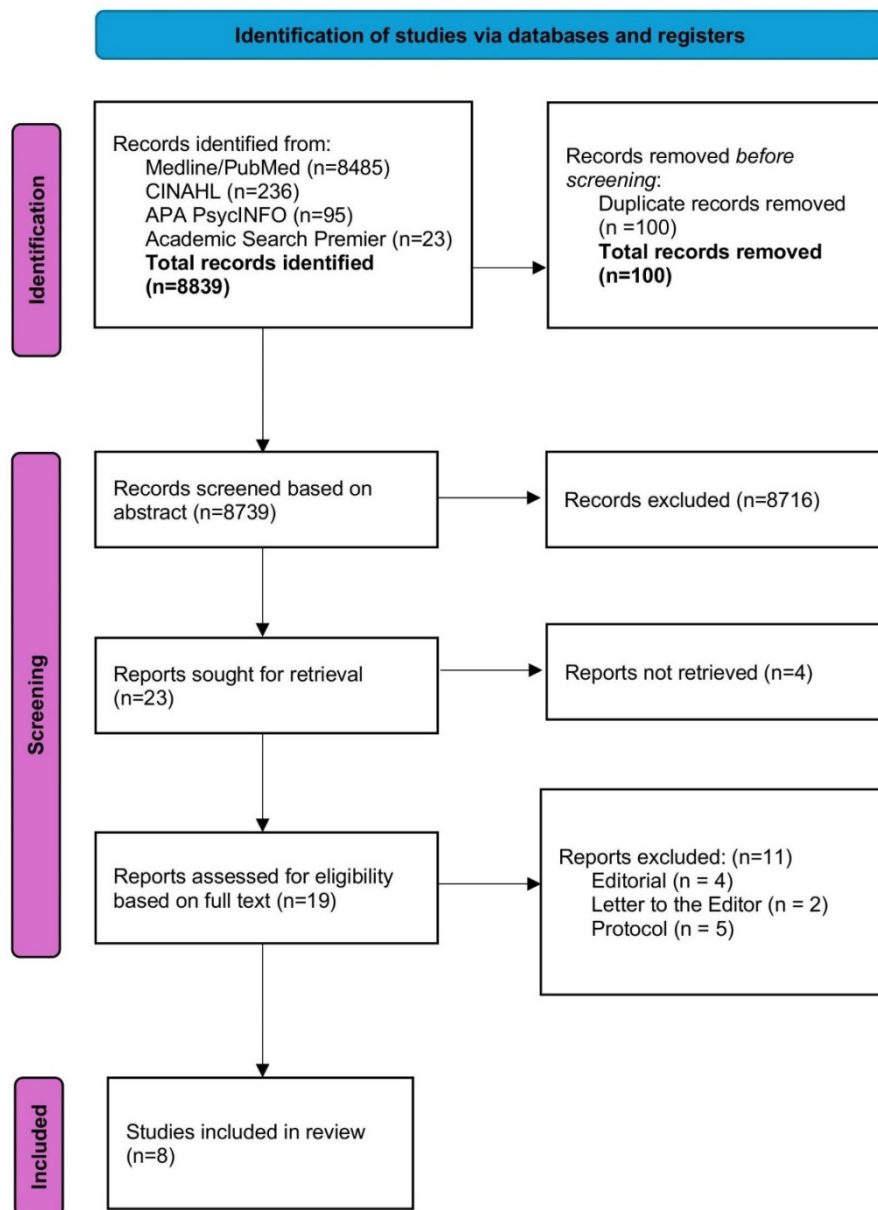 Identification of studies via databases and registers
Identification
Records identified from:
Medline/PubMed (n=8485)
CINAHL (n=236)
APA PsycINFO (n=95)
Academic Search Premier (n=23)
Total records identified
(n=8839)
Records removed before
screening:
Duplicate records removed
(n =100)
Total records removed
(n=100)
Screening
Records screened based on
abstract (n=8739)
Records excluded (n=8716)
Reports sought for retrieval
(n=23)
Reports not retrieved (n=4)
Reports assessed for eligibility
based on full text (n=19)
Reports excluded: (n=11)
Editorial (n = 4)
Letter to the Editor (n = 2)
Protocol (n = 5)
Included
Studies included in review
(n=8)